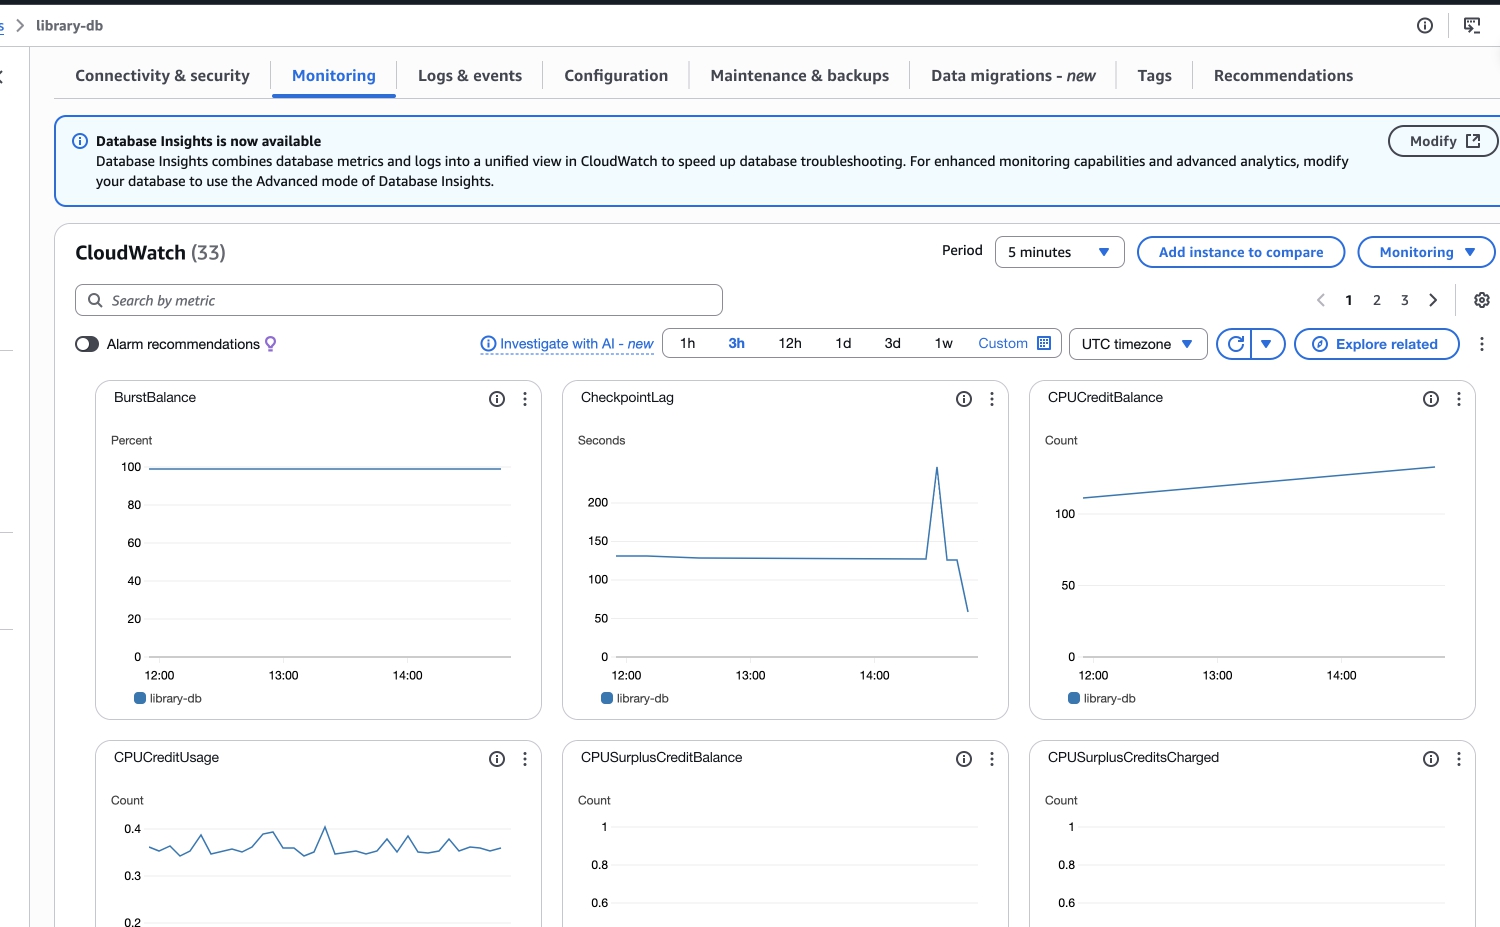 s
library-db
Connectivity & security
Monitoring
Logs & events
Configuration
Maintenance & backups
Data migrations - new
Tags
Recommendations
Database Insights is now available
Database Insights combines database metrics and logs into a unified view in CloudWatch to speed up database troubleshooting. For enhanced monitoring capabilities and advanced analytics, modify
your database to use the Advanced mode of Database Insights.
Modify
CloudWatch (33)
Period
5 minutes
Add instance to compare
Monitoring
Search by metric
1 2 3
Alarm recommendations
Investigate with AI - new
1h 3h 12h 1d 3d 1w Custom
UTC timezone
Explore related
BurstBalance
Percent
100
80
60
40
20
0
12:00 13:00 14:00
library-db
CheckpointLag
Seconds
200
150
100
50
0
12:00 13:00 14:00
library-db
CPUCreditBalance
Count
100
50
0
12:00 13:00 14:00
library-db
CPUCreditUsage
Count
0.4
0.3
0.2
CPUSurplusCreditBalance
Count
1
0.8
0.6
CPUSurplusCreditsCharged
Count
1
0.8
0.6